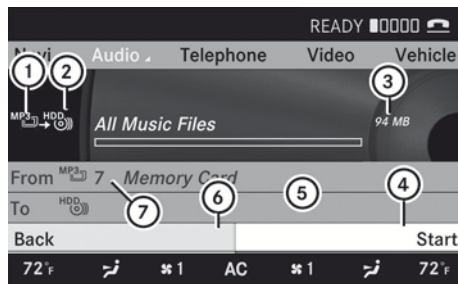 READY
Navi Audio Telephone Video Vehicle
1 2 3
MP3 → HDD All Music Files 94 MB
From MP3 7 Memory Card
4 5 6 7
To HDD
Back Start
72°F 1 AC 1 72°F